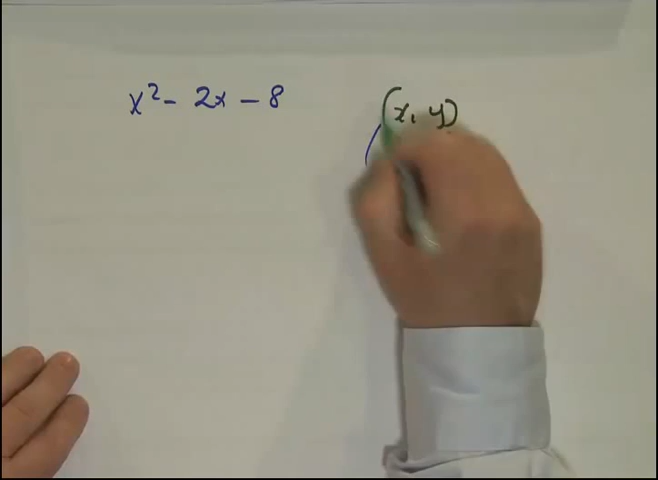 x² - 2x - 8 (x, y)